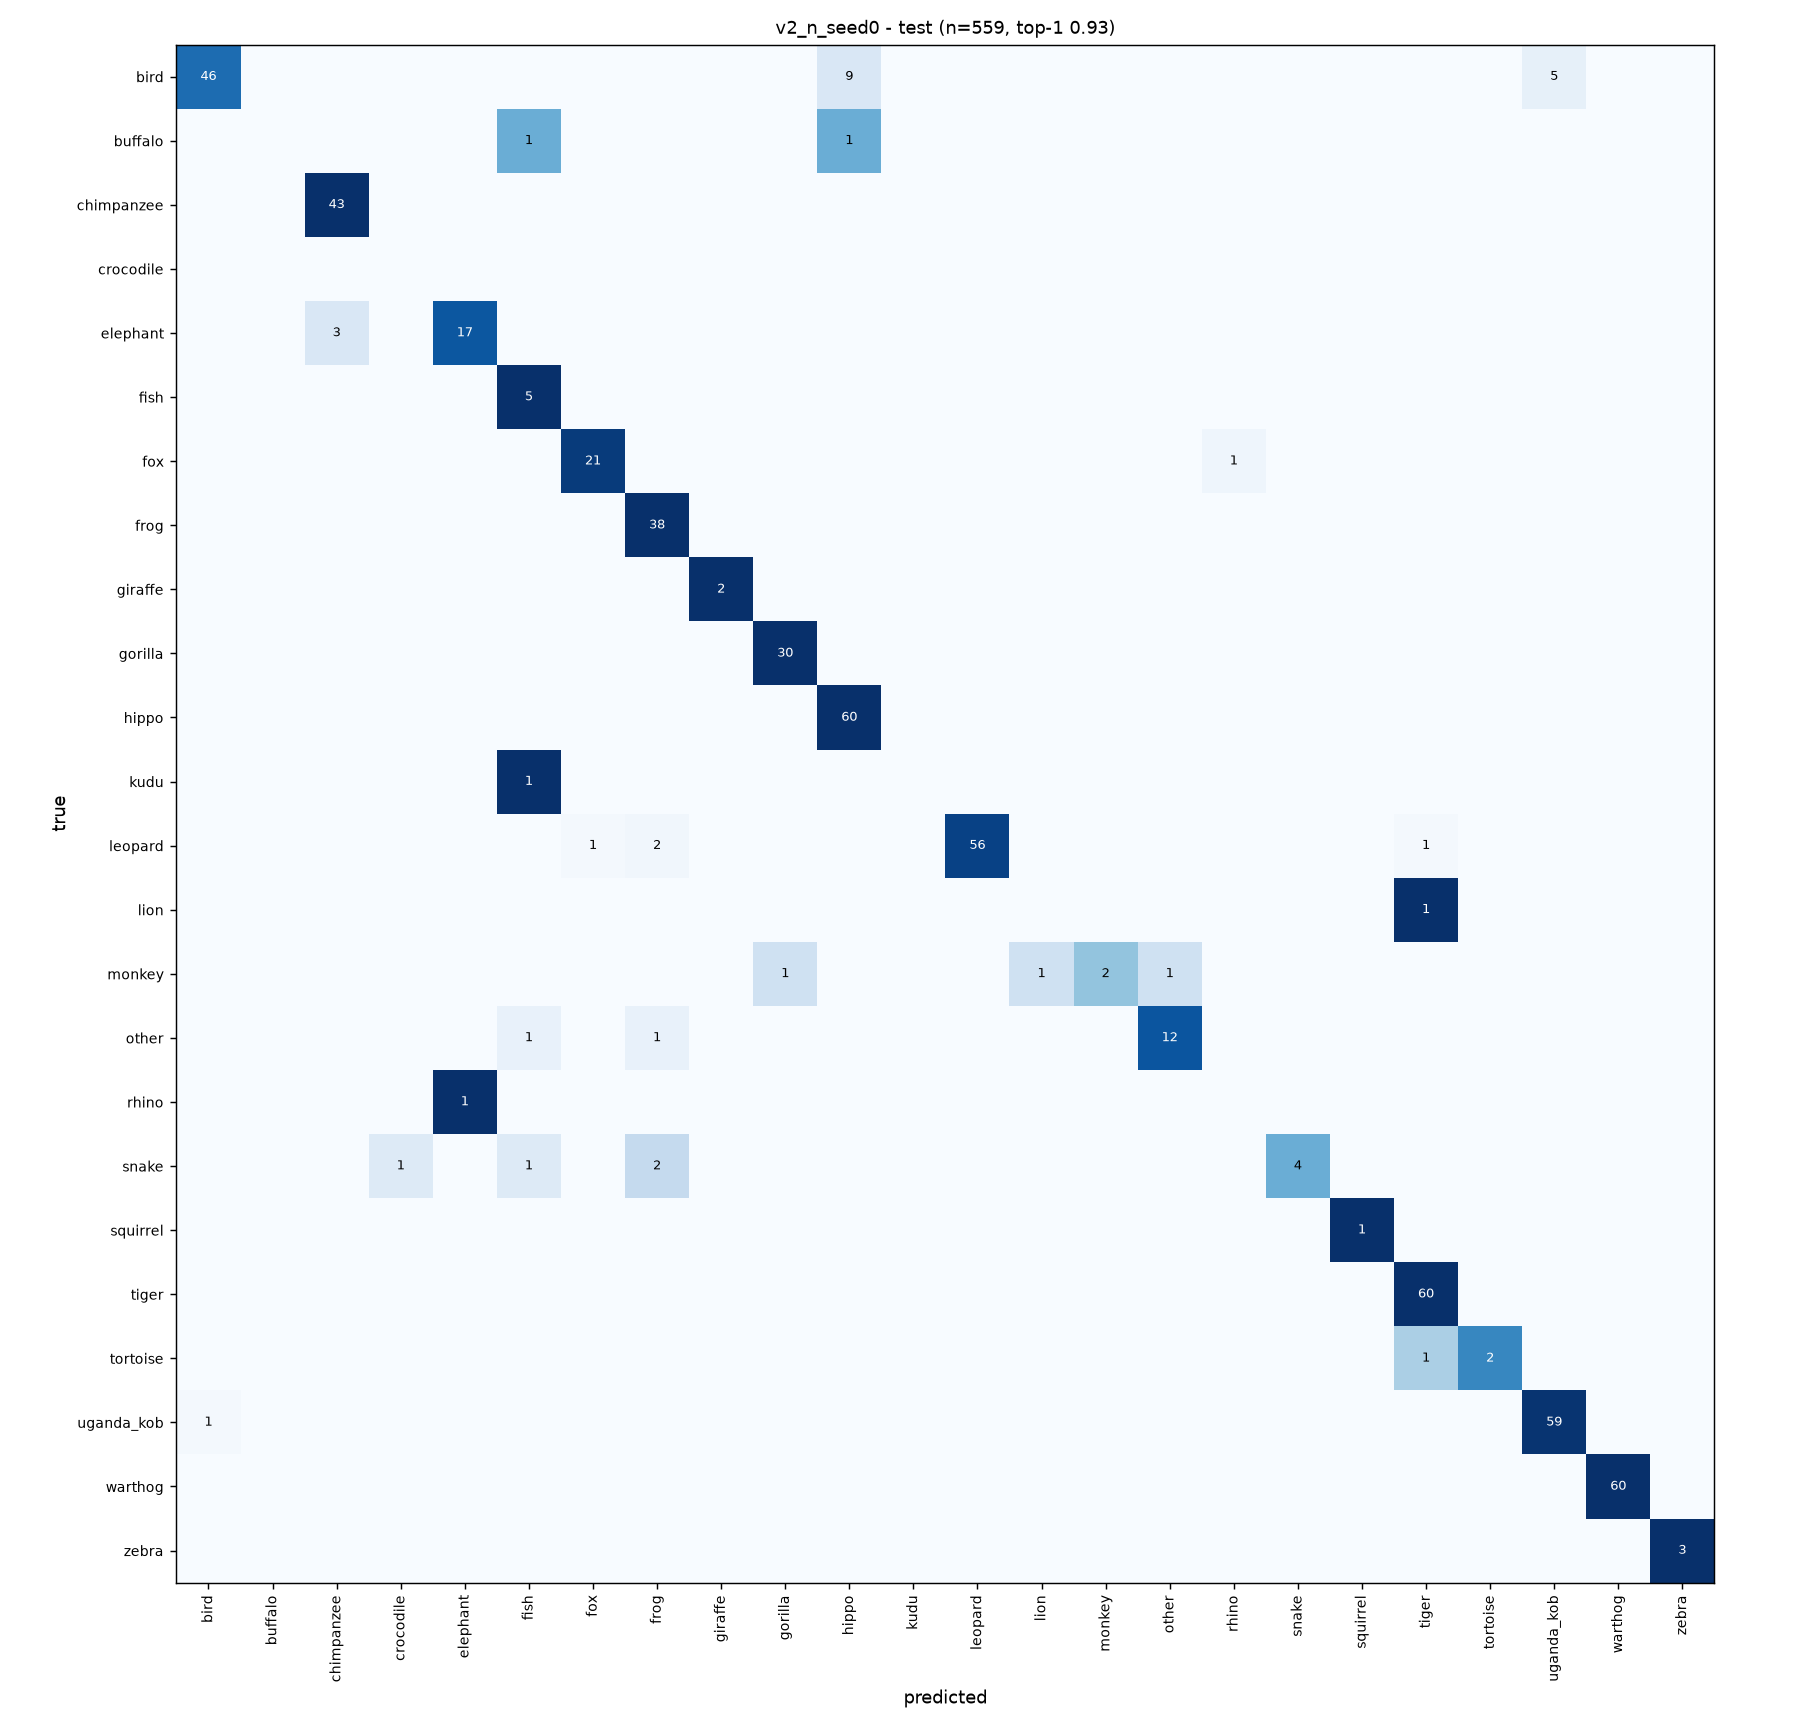 v2_n_seed0 - test (n=559, top-1 0.93)
bird 46 9 5
buffalo 1 1
chimpanzee 43
crocodile
elephant 3 17
fish 5
fox 21 1
frog 38
giraffe 2
gorilla 30
hippo 60
kudu 1
true
leopard 1 2 56 1
lion 1
monkey 1 1 2 1
other 1 1 12
rhino 1
snake 1 1 2 4
squirrel 1
tiger 60
tortoise 1 2
uganda_kob 1 59
warthog 60
zebra 3
bird buffalo chimpanzee crocodile elephant fish fox frog giraffe gorilla hippo kudu leopard lion monkey other rhino snake squirrel tiger tortoise uganda_kob warthog zebra
predicted